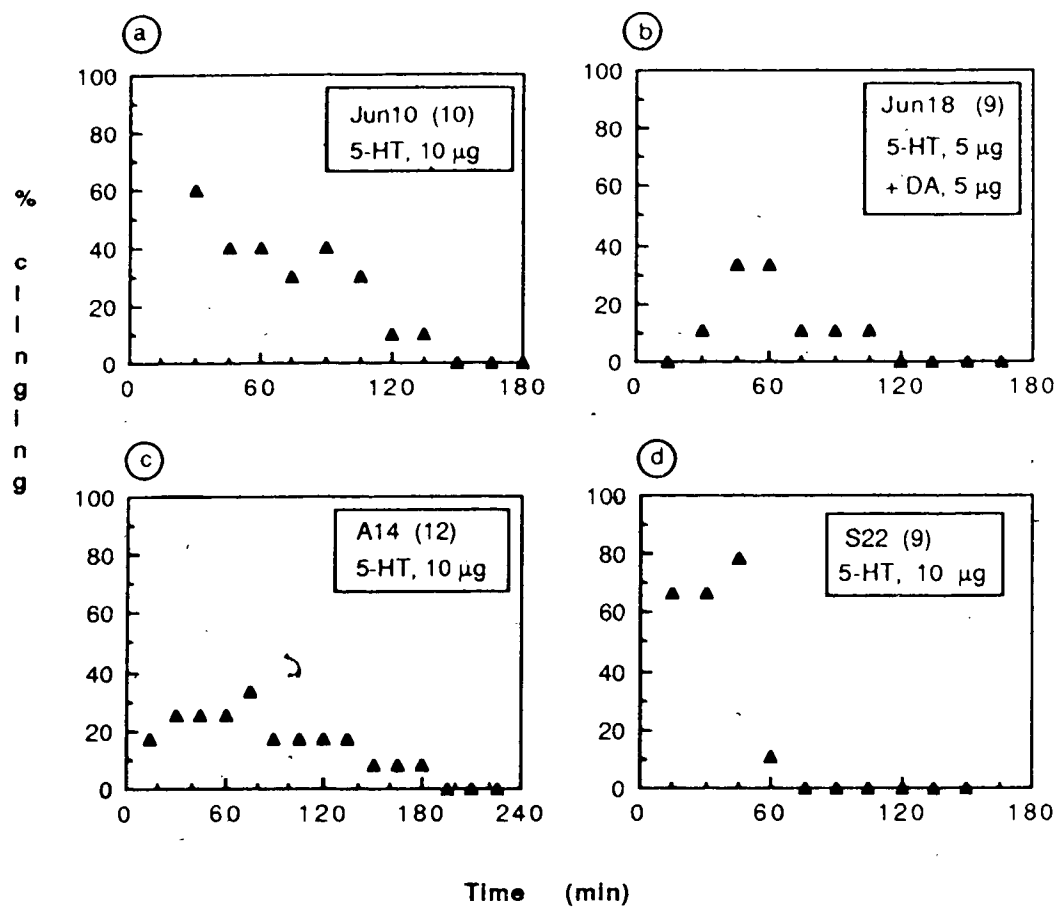 a
100
80
60
40
20
0
0 60 120 180
Jun10 (10)
5-HT, 10 µg
b
100
80
60
40
20
0
0 60 120 180
Jun18 (9)
5-HT, 5 µg
+ DA, 5 µg
% clinging
c
100
80
60
40
20
0
0 60 120 180 240
A14 (12)
5-HT, 10 µg
d
100
80
60
40
20
0
0 60 120 180
S22 (9)
5-HT, 10 µg
Time (min)